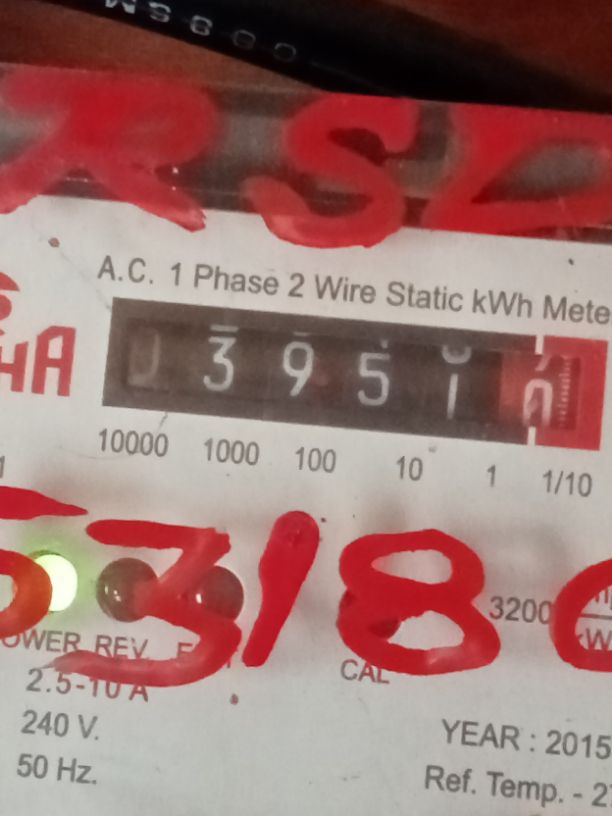 RSD
A.C. 1 Phase 2 Wire Static kWh Mete
HA
0 3 9 5 1 0
10000 1000 100 10 1 1/10
5318
3200
OWER REV.
CAL
2.5-10 A
240 V.
50 Hz.
YEAR : 2015
Ref. Temp. - 2